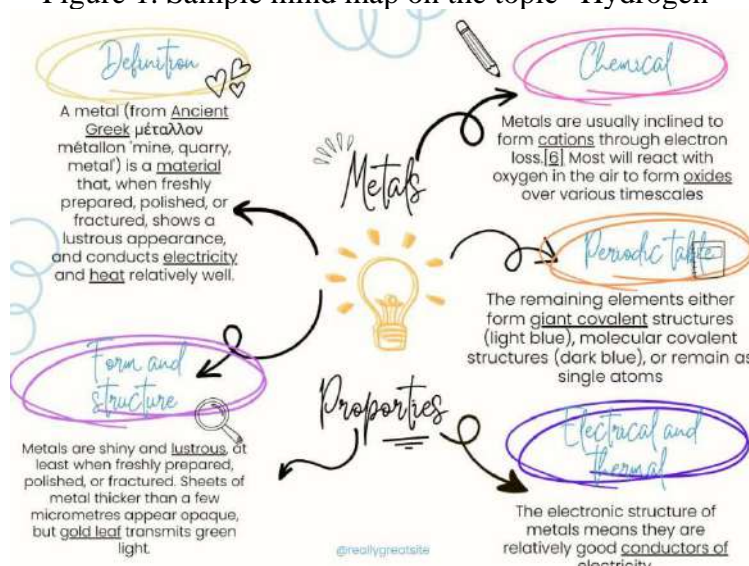 Figure 1. Sample mind map on the topic "Hydrogen"
Definition
A metal (from Ancient
Greek μέταλλον
métallon 'mine, quarry,
metal') is a material
that, when freshly
prepared, polished, or
fractured, shows a
lustrous appearance,
and conducts electricity
and heat relatively well.
Form and
structure
Metals are shiny and lustrous, at
least when freshly prepared,
polished, or fractured. Sheets of
metal thicker than a few
micrometres appear opaque,
but gold leaf transmits green
light.
Metals
Proporties
@reallygreatsite
Chemical
Metals are usually inclined to
form cations through electron
loss.[6] Most will react with
oxygen in the air to form oxides
over various timescales
Periodic table
The remaining elements either
form giant covalent structures
(light blue), molecular covalent
structures (dark blue), or remain as
single atoms
Electrical and
thermal
The electronic structure of
metals means they are
relatively good conductors of
electricity